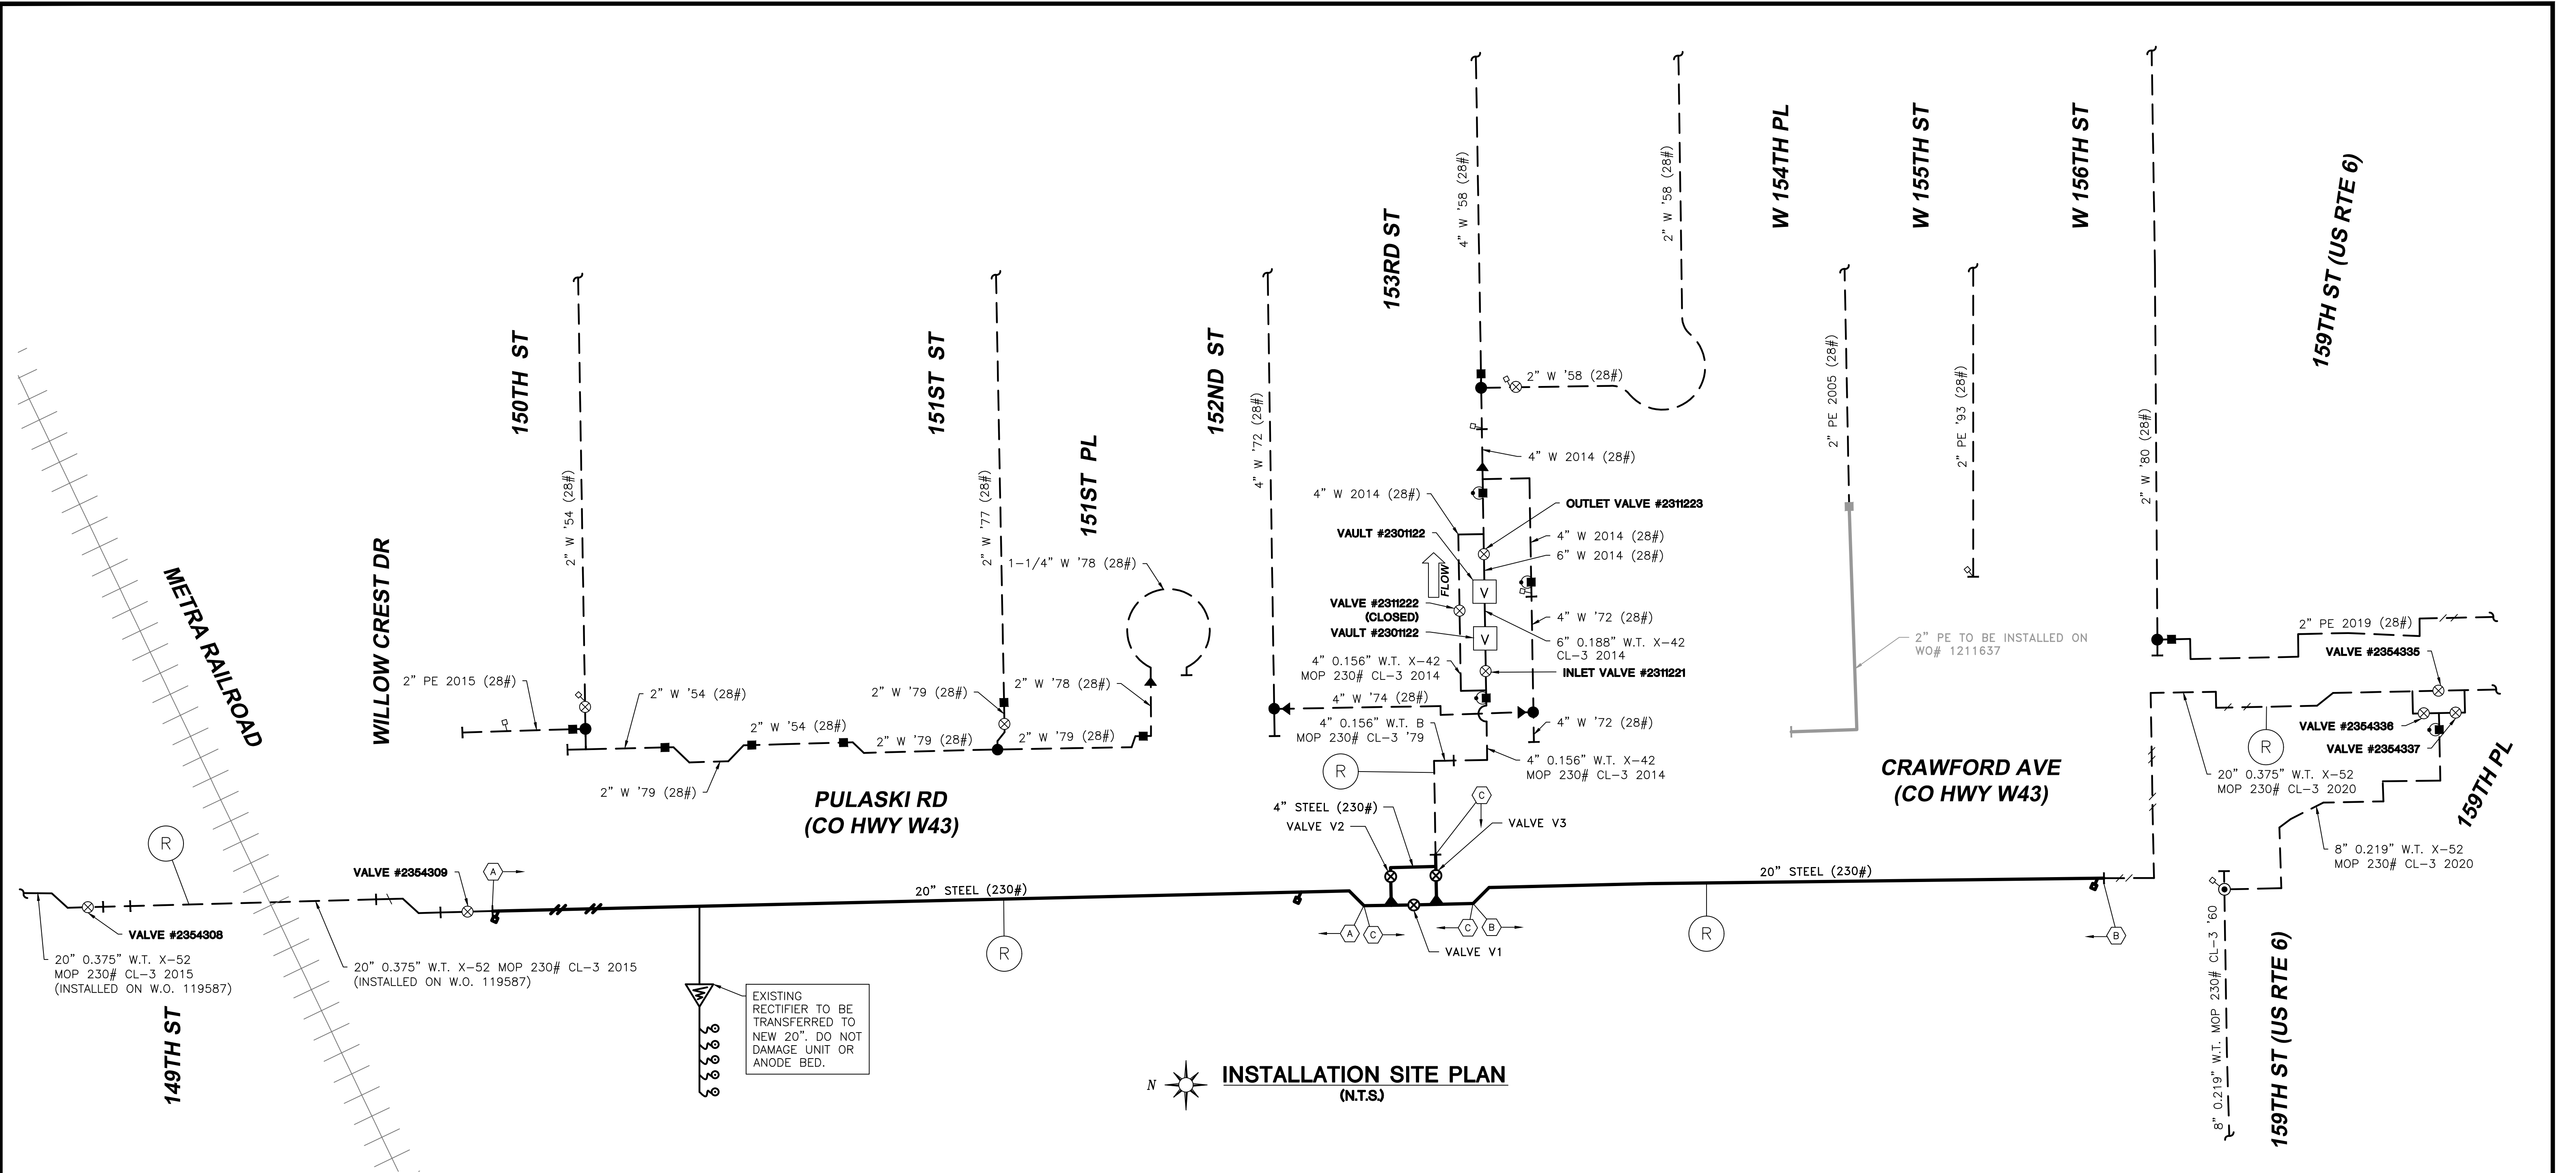 METRA RAILROAD
WILLOW CREST DR
150TH ST
151ST ST
151ST PL
152ND ST
153RD ST
W 154TH PL
W 155TH ST
W 156TH ST
159TH ST (US RTE 6)
2" W '54 (28#)
2" W '77 (28#)
4" W '72 (28#)
4" W '58 (28#)
2" W '58 (28#)
2" PE 2005 (28#)
2" PE '93 (28#)
2" W '80 (28#)
2" W '58 (28#)
4" W 2014 (28#)
4" W 2014 (28#)
OUTLET VALVE #2311223
VAULT #2301122
4" W 2014 (28#)
6" W 2014 (28#)
FLOW
V
VALVE #2311222
(CLOSED)
4" W '72 (28#)
VAULT #2301122
V
6" 0.188" W.T. X-42
CL-3 2014
4" 0.156" W.T. X-42
MOP 230# CL-3 2014
INLET VALVE #2311221
4" W '74 (28#)
4" 0.156" W.T. B
MOP 230# CL-3 '79
4" W '72 (28#)
4" 0.156" W.T. X-42
MOP 230# CL-3 2014
R
1-1/4" W '78 (28#)
2" PE 2015 (28#)
2" W '54 (28#)
2" W '79 (28#)
2" W '78 (28#)
2" W '54 (28#)
2" W '79 (28#)
2" W '79 (28#)
2" W '79 (28#)
2" PE TO BE INSTALLED ON
WO# 1211637
2" PE 2019 (28#)
VALVE #2354335
VALVE #2354336
VALVE #2354337
R
20" 0.375" W.T. X-52
MOP 230# CL-3 2020
159TH PL
8" 0.219" W.T. X-52
MOP 230# CL-3 2020
PULASKI RD
(CO HWY W43)
CRAWFORD AVE
(CO HWY W43)
4" STEEL (230#)
VALVE V2
C
VALVE V3
R
VALVE #2354309
A
20" STEEL (230#)
20" STEEL (230#)
VALVE #2354308
20" 0.375" W.T. X-52
MOP 230# CL-3 2015
(INSTALLED ON W.O. 119587)
20" 0.375" W.T. X-52 MOP 230# CL-3 2015
(INSTALLED ON W.O. 119587)
R
A
C
C
B
VALVE V1
R
B
149TH ST
EXISTING
RECTIFIER TO BE
TRANSFERRED TO
NEW 20". DO NOT
DAMAGE UNIT OR
ANODE BED.
8" 0.219" W.T. MOP 230# CL-3 '60
159TH ST (US RTE 6)
N
INSTALLATION SITE PLAN
(N.T.S.)